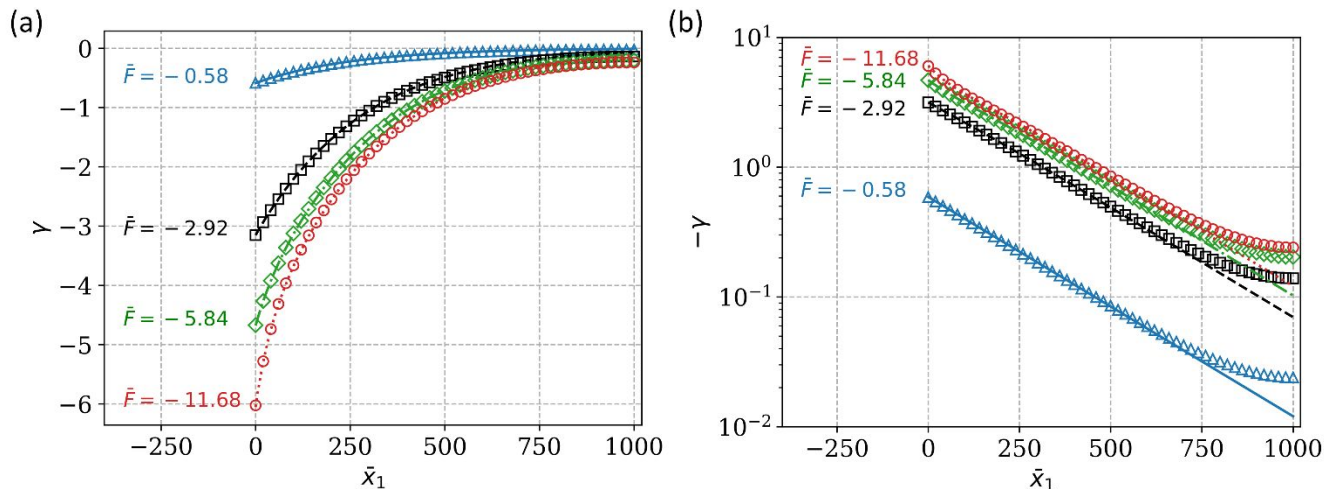 (a)
0
−1
−2
−3
−4
−5
−6
γ
F̄ = − 0.58
F̄ = − 2.92
F̄ = − 5.84
F̄ = − 11.68
−250 0 250 500 750 1000
x̄₁
(b)
10¹
10⁰
10⁻¹
10⁻²
−γ
F̄ = − 11.68
F̄ = − 5.84
F̄ = − 2.92
F̄ = − 0.58
−250 0 250 500 750 1000
x̄₁